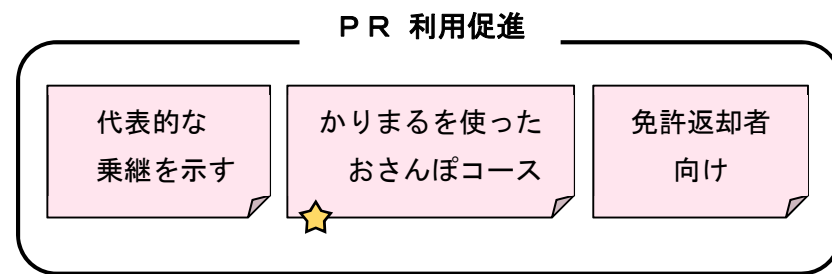 ＰＲ 利用促進
代表的な
乗継を示す
かりまるを使った
おさんぽコース
免許返却者
向け